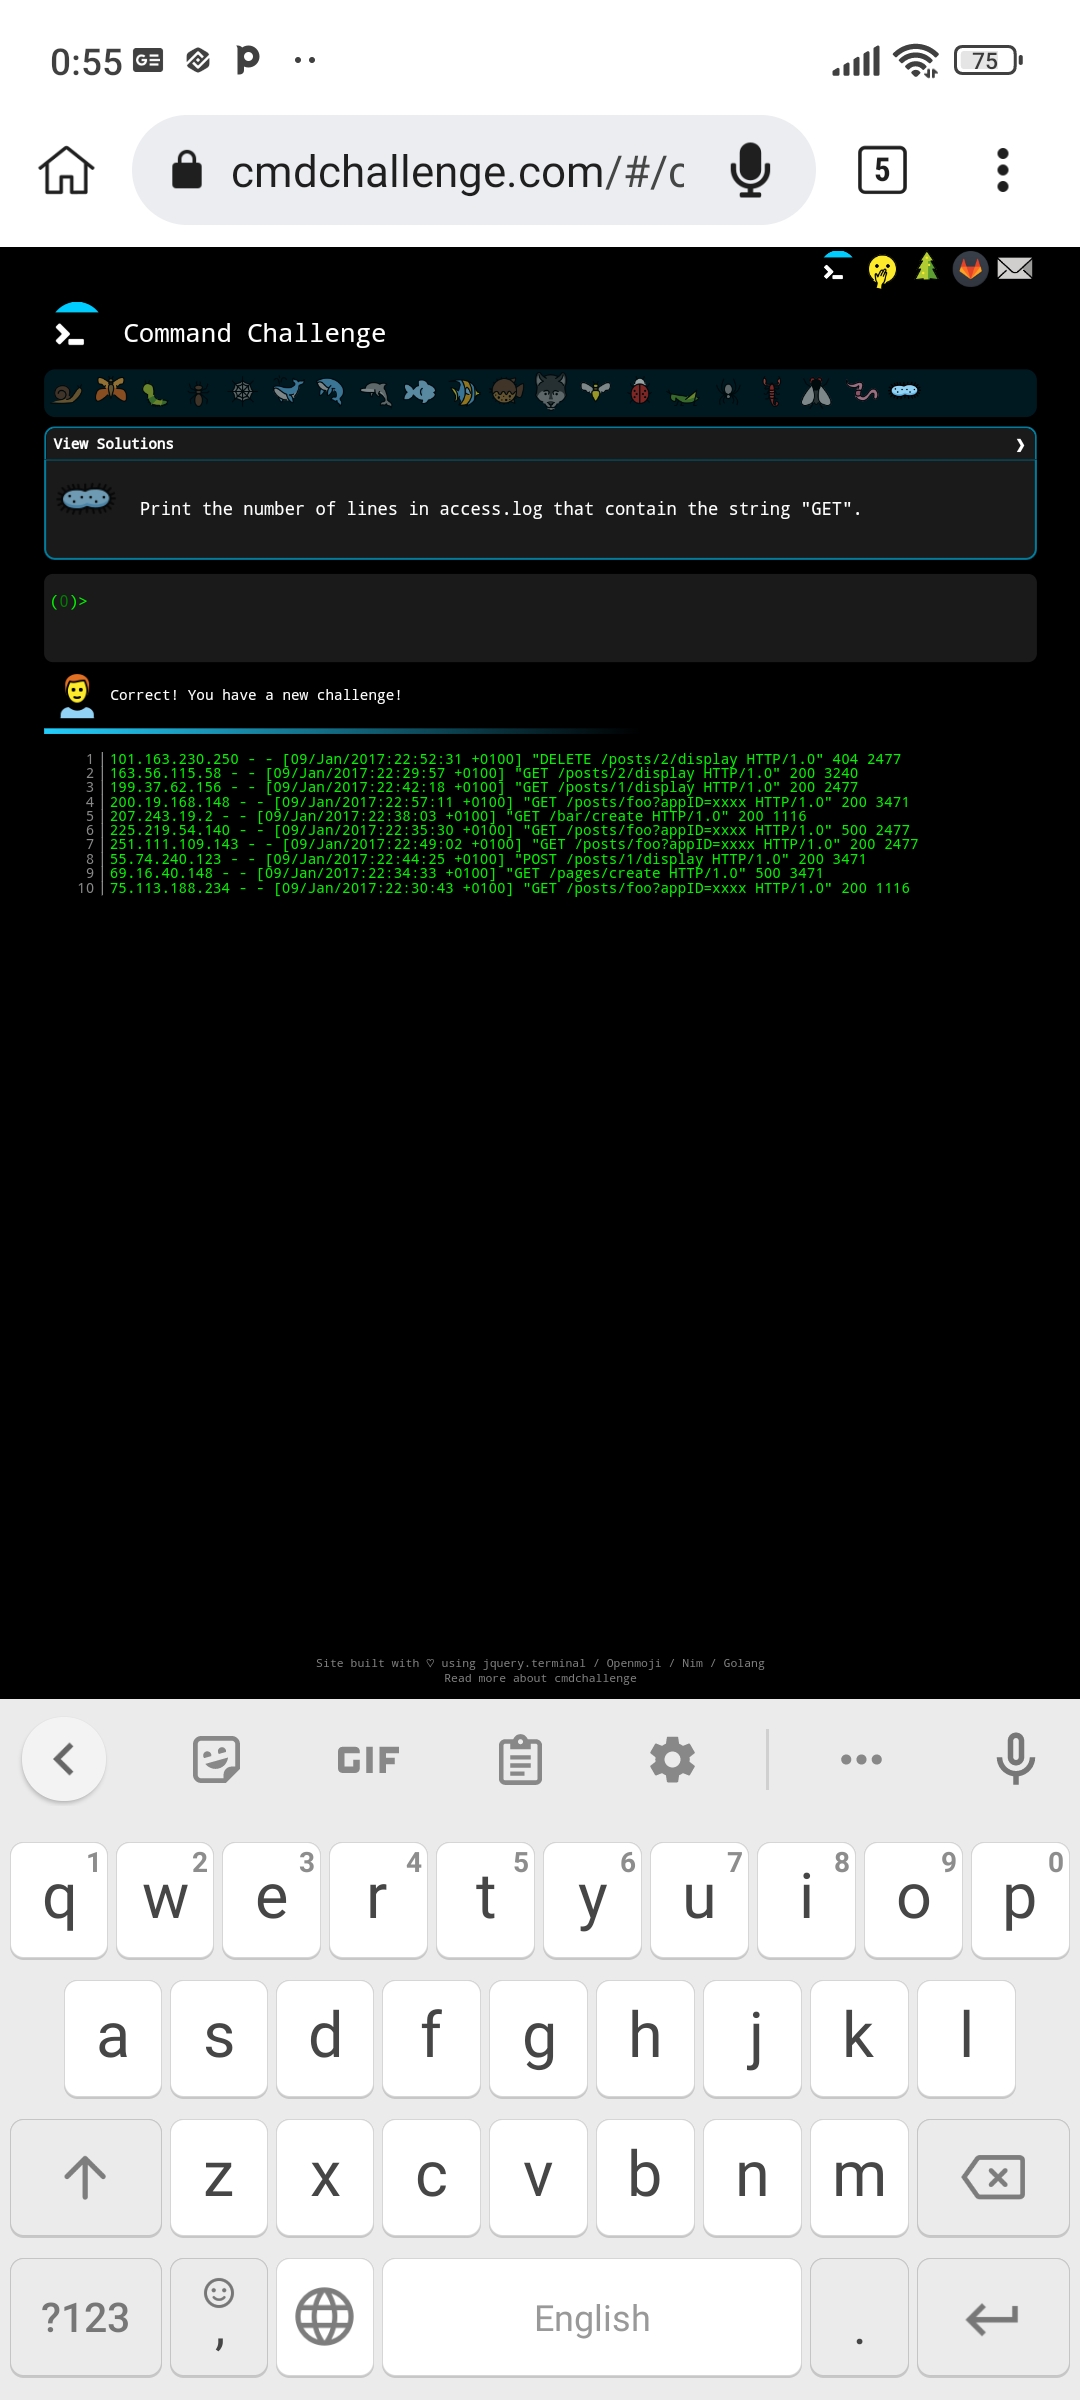 0:55 GE 75
cmdchallenge.com/#/c 5
Command Challenge
View Solutions ❯
Print the number of lines in access.log that contain the string "GET".
(0)>
Correct! You have a new challenge!
1 101.163.230.250 - - [09/Jan/2017:22:52:31 +0100] "DELETE /posts/2/display HTTP/1.0" 404 2477
2 163.56.115.58 - - [09/Jan/2017:22:29:57 +0100] "GET /posts/2/display HTTP/1.0" 200 3240
3 199.37.62.156 - - [09/Jan/2017:22:42:18 +0100] "GET /posts/1/display HTTP/1.0" 200 2477
4 200.19.168.148 - - [09/Jan/2017:22:57:11 +0100] "GET /posts/foo?appID=xxxx HTTP/1.0" 200 3471
5 207.243.19.2 - - [09/Jan/2017:22:38:03 +0100] "GET /bar/create HTTP/1.0" 200 1116
6 225.219.54.140 - - [09/Jan/2017:22:35:30 +0100] "GET /posts/foo?appID=xxxx HTTP/1.0" 500 2477
7 251.111.109.143 - - [09/Jan/2017:22:49:02 +0100] "GET /posts/foo?appID=xxxx HTTP/1.0" 200 2477
8 55.74.240.123 - - [09/Jan/2017:22:44:25 +0100] "POST /posts/1/display HTTP/1.0" 200 3471
9 69.16.40.148 - - [09/Jan/2017:22:34:33 +0100] "GET /pages/create HTTP/1.0" 500 3471
10 75.113.188.234 - - [09/Jan/2017:22:30:43 +0100] "GET /posts/foo?appID=xxxx HTTP/1.0" 200 1116
Site built with ♡ using jquery.terminal / Openmoji / Nim / Golang
Read more about cmdchallenge
GIF
1 2 3 4 5 6 7 8 9 0
q w e r t y u i o p
a s d f g h j k l
z x c v b n m
?123 , English .